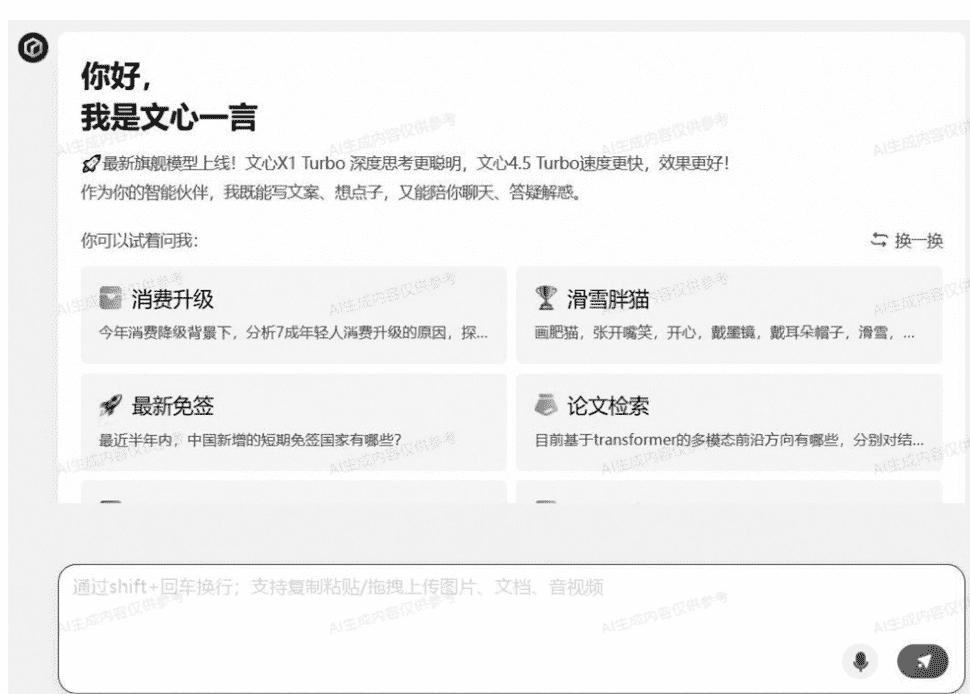 你好，
我是文心一言
最新旗舰模型上线！文心X1 Turbo 深度思考更聪明，文心4.5 Turbo速度更快，效果更好！
作为你的智能伙伴，我既能写文案、想点子，又能陪你聊天、答疑解惑。
你可以试着问我：
换一换
消费升级
今年消费降级背景下，分析7成年轻人消费升级的原因，探...
滑雪胖猫
画肥猫，张开嘴笑，开心，戴墨镜，戴耳朵帽子，滑雪，...
最新免签
最近半年内，中国新增的短期免签国家有哪些？
论文检索
目前基于transformer的多模态前沿方向有哪些，分别对结...
通过shift+回车换行；支持复制粘贴/拖拽上传图片、文档、音视频
AI生成内容仅供参考